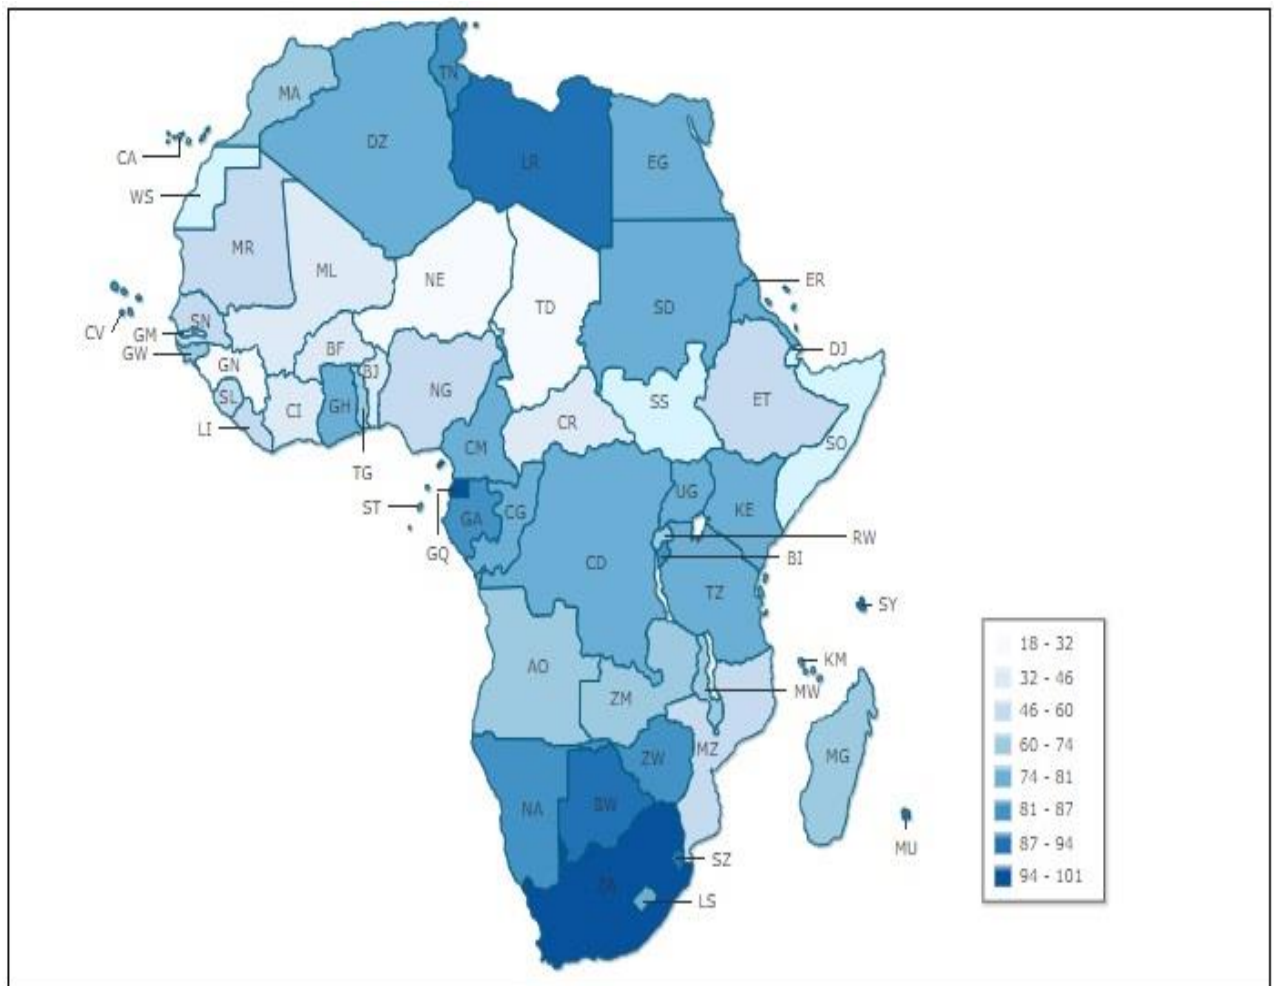 TN
MA
DZ
CA
LR
EG
WS
MR
ML
NE
TD
SD
ER
CV
SN
GM
GW
BF
DJ
GN
BJ
NG
SS
ET
SL
CI
GH
CR
LI
CM
SO
TG
UG
ST
GA
CG
KE
GQ
RW
CD
BI
TZ
SY
AO
KM
ZM
MW
MZ
MG
ZW
NA
BW
MU
SZ
ZA
LS
18 - 32
32 - 46
46 - 60
60 - 74
74 - 81
81 - 87
87 - 94
94 - 101